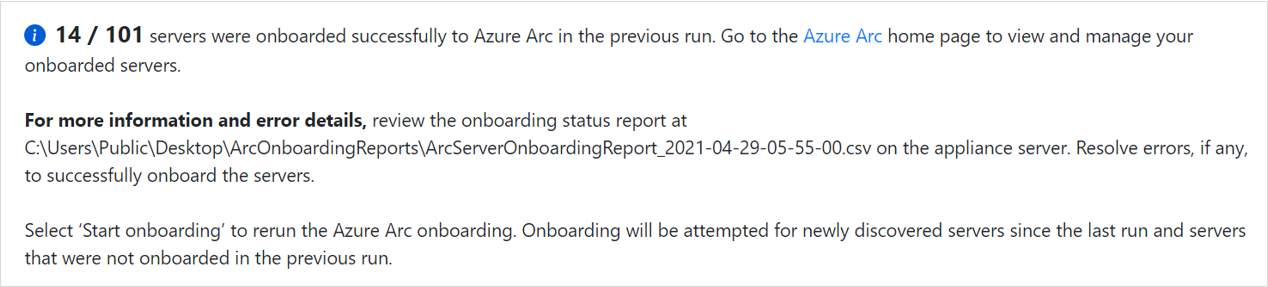 14 / 101 servers were onboarded successfully to Azure Arc in the previous run. Go to the Azure Arc home page to view and manage your
onboarded servers.
For more information and error details, review the onboarding status report at
C:\Users\Public\Desktop\ArcOnboardingReports\ArcServerOnboardingReport_2021-04-29-05-55-00.csv on the appliance server. Resolve errors, if any,
to successfully onboard the servers.
Select ‘Start onboarding’ to rerun the Azure Arc onboarding. Onboarding will be attempted for newly discovered servers since the last run and servers
that were not onboarded in the previous run.